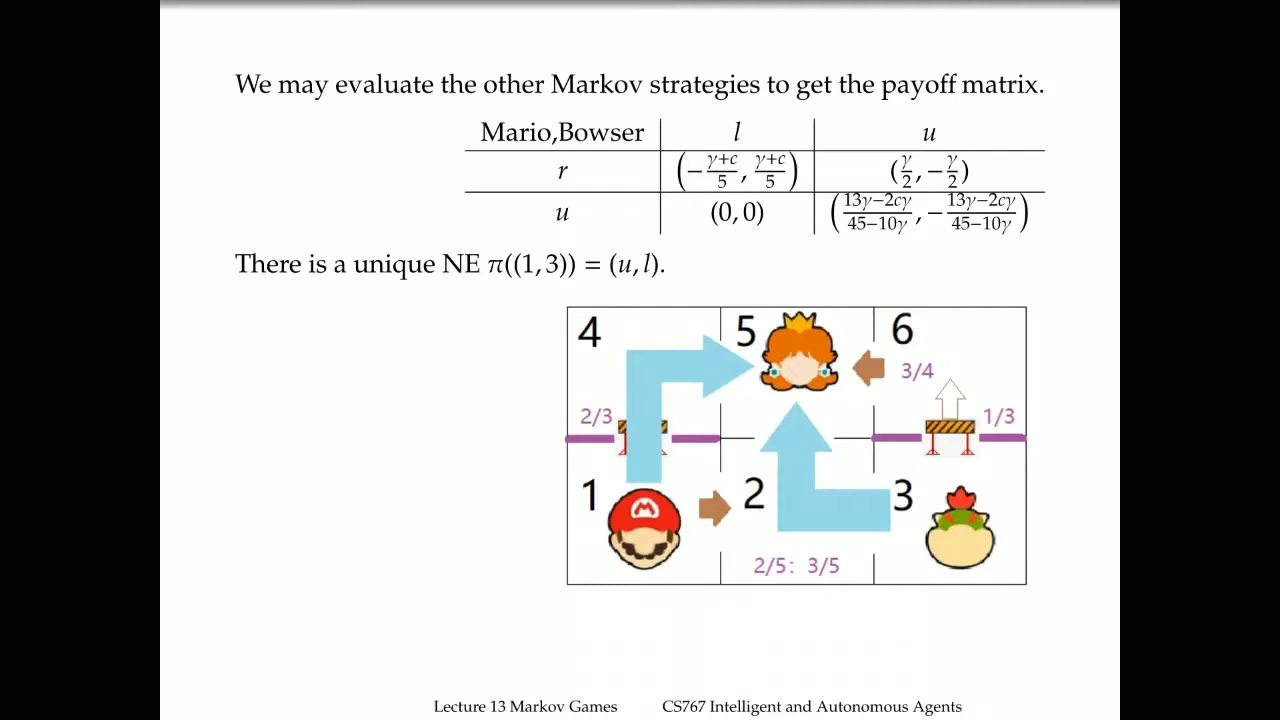 We may evaluate the other Markov strategies to get the payoff matrix.
Mario,Bowser l u
r (−γ+c/5, γ+c/5) (γ/2, −γ/2)
u (0, 0) (13γ−2cγ/45−10γ, −13γ−2cγ/45−10γ)
There is a unique NE π((1, 3)) = (u, l).
4 5 6
3/4
2/3 1/3
1 2 3
M
2/5: 3/5
Lecture 13 Markov Games CS767 Intelligent and Autonomous Agents